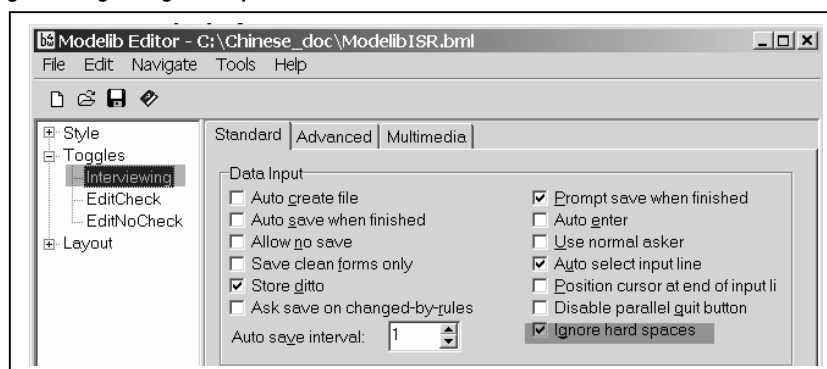 Modelib Editor - C:\Chinese_doc\ModelibISR.bml
File Edit Navigate Tools Help
Style
Toggles
Interviewing
EditCheck
EditNoCheck
Layout
Standard Advanced Multimedia
Data Input
Auto create file
Auto save when finished
Allow no save
Save clean forms only
Store ditto
Ask save on changed-by-rules
Auto save interval: 1
Prompt save when finished
Auto enter
Use normal asker
Auto select input line
Position cursor at end of input li
Disable parallel quit button
Ignore hard spaces